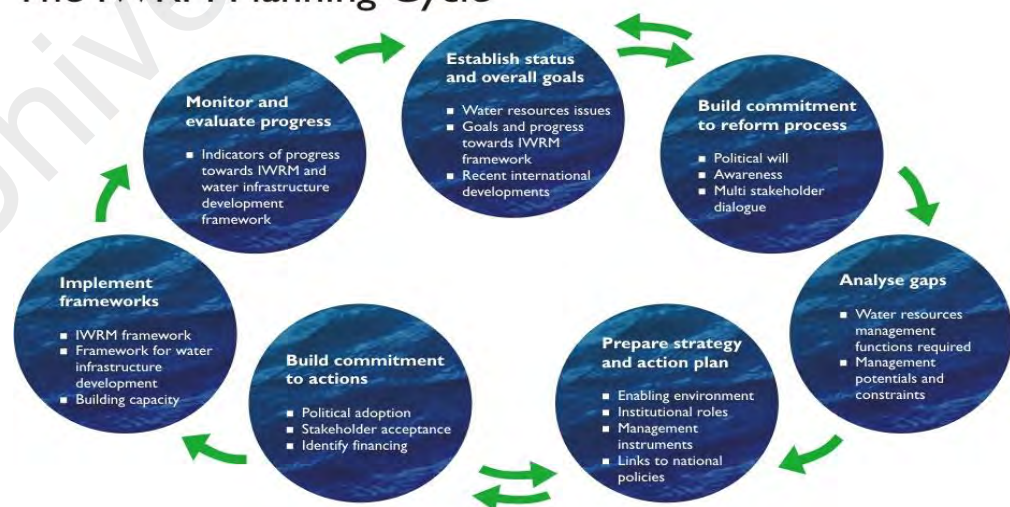 The IWRM Planning Cycle
Establish status
and overall goals
■ Water resources issues
■ Goals and progress
towards IWRM
framework
■ Recent international
developments
Build commitment
to reform process
■ Political will
■ Awareness
■ Multi stakeholder
dialogue
Analyse gaps
■ Water resources
management
functions required
■ Management
potentials and
constraints
Prepare strategy
and action plan
■ Enabling environment
■ Institutional roles
■ Management
instruments
■ Links to national
policies
Build commitment
to actions
■ Political adoption
■ Stakeholder acceptance
■ Identify financing
Implement
frameworks
■ IWRM framework
■ Framework for water
infrastructure
development
■ Building capacity
Monitor and
evaluate progress
■ Indicators of progress
towards IWRM and
water infrastructure
development
framework